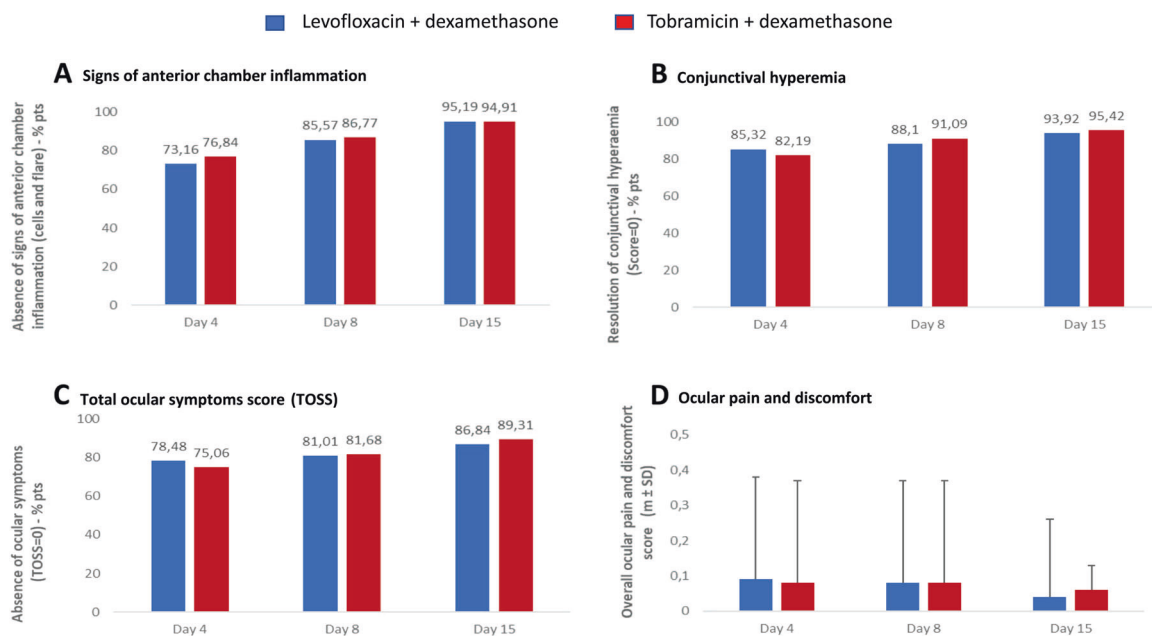 Levofloxacin + dexamethasone
Tobramicin + dexamethasone
A Signs of anterior chamber inflammation
Absence of signs of anterior chamber
inflammation (cells and flare) - % pts
100
80
60
40
20
0
73,16
76,84
85,57
86,77
95,19
94,91
Day 4
Day 8
Day 15
B Conjunctival hyperemia
Resolution of conjunctival hyperaemia
(Score=0) - % pts
100
80
60
40
20
0
85,32
82,19
88,1
91,09
93,92
95,42
Day 4
Day 8
Day 15
C Total ocular symptoms score (TOSS)
Absence of ocular symptoms
(TOSS=0) - % pts
100
80
60
40
20
0
78,48
75,06
81,01
81,68
86,84
89,31
Day 4
Day 8
Day 15
D Ocular pain and discomfort
Overall ocular pain and discomfort
score (m ± SD)
0,5
0,4
0,3
0,2
0,1
0
Day 4
Day 8
Day 15